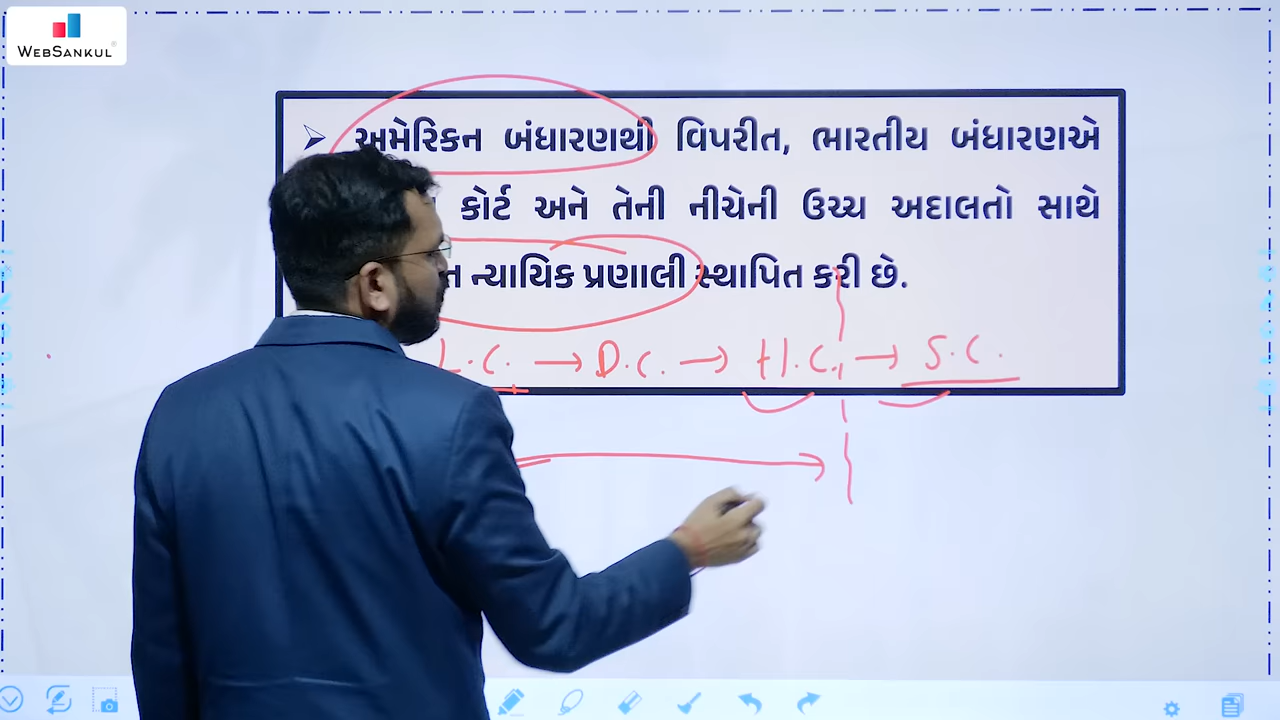 WEBSANKUL
અમેરિકન બંધારણથી વિપરીત, ભારતીય બંધારણએ
કોર્ટ અને તેની નીચેની ઉચ્ચ અદાલતો સાથે
ન્યાયિક પ્રણાલી સ્થાપિત કરી છે.
L.C. → D.C. → H.C. → S.C.